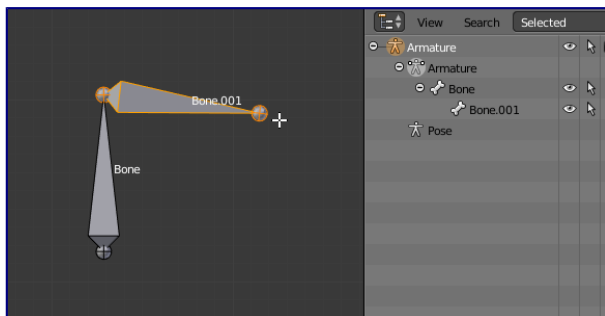 View Search Selected
Armature
Armature
Bone
Bone.001
Pose
Bone.001
Bone